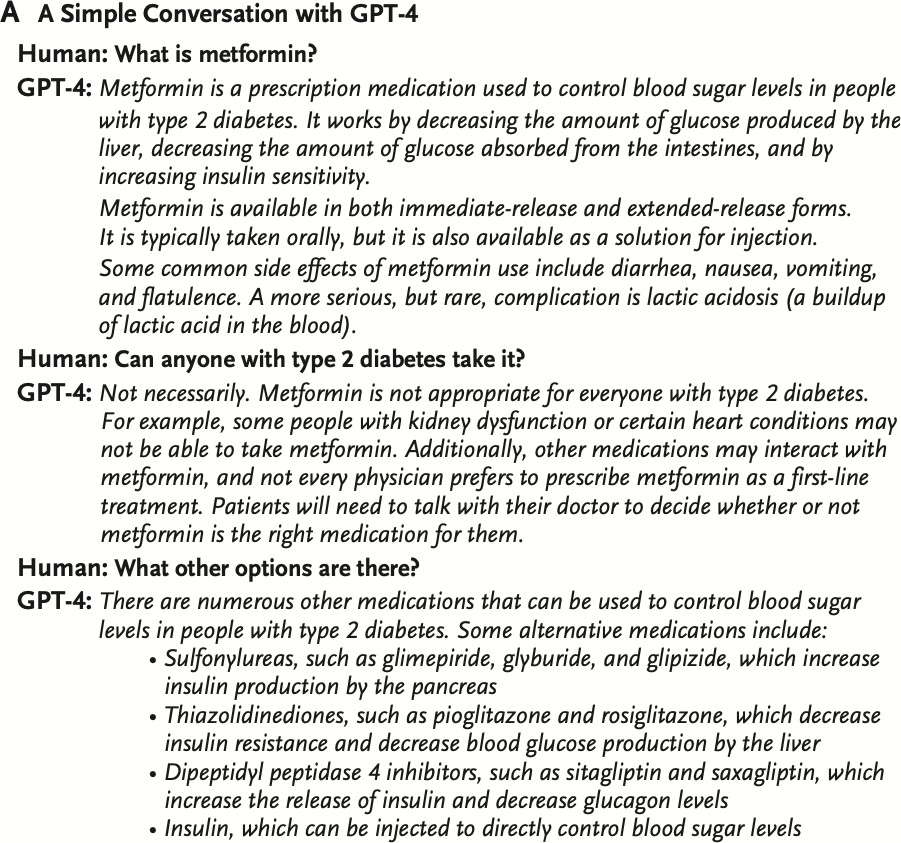 A A Simple Conversation with GPT-4
Human: What is metformin?
GPT-4: Metformin is a prescription medication used to control blood sugar levels in people
with type 2 diabetes. It works by decreasing the amount of glucose produced by the
liver, decreasing the amount of glucose absorbed from the intestines, and by
increasing insulin sensitivity.
Metformin is available in both immediate-release and extended-release forms.
It is typically taken orally, but it is also available as a solution for injection.
Some common side effects of metformin use include diarrhea, nausea, vomiting,
and flatulence. A more serious, but rare, complication is lactic acidosis (a buildup
of lactic acid in the blood).
Human: Can anyone with type 2 diabetes take it?
GPT-4: Not necessarily. Metformin is not appropriate for everyone with type 2 diabetes.
For example, some people with kidney dysfunction or certain heart conditions may
not be able to take metformin. Additionally, other medications may interact with
metformin, and not every physician prefers to prescribe metformin as a first-line
treatment. Patients will need to talk with their doctor to decide whether or not
metformin is the right medication for them.
Human: What other options are there?
GPT-4: There are numerous other medications that can be used to control blood sugar
levels in people with type 2 diabetes. Some alternative medications include:
• Sulfonylureas, such as glimepiride, glyburide, and glipizide, which increase
insulin production by the pancreas
• Thiazolidinediones, such as pioglitazone and rosiglitazone, which decrease
insulin resistance and decrease blood glucose production by the liver
• Dipeptidyl peptidase 4 inhibitors, such as sitagliptin and saxagliptin, which
increase the release of insulin and decrease glucagon levels
• Insulin, which can be injected to directly control blood sugar levels